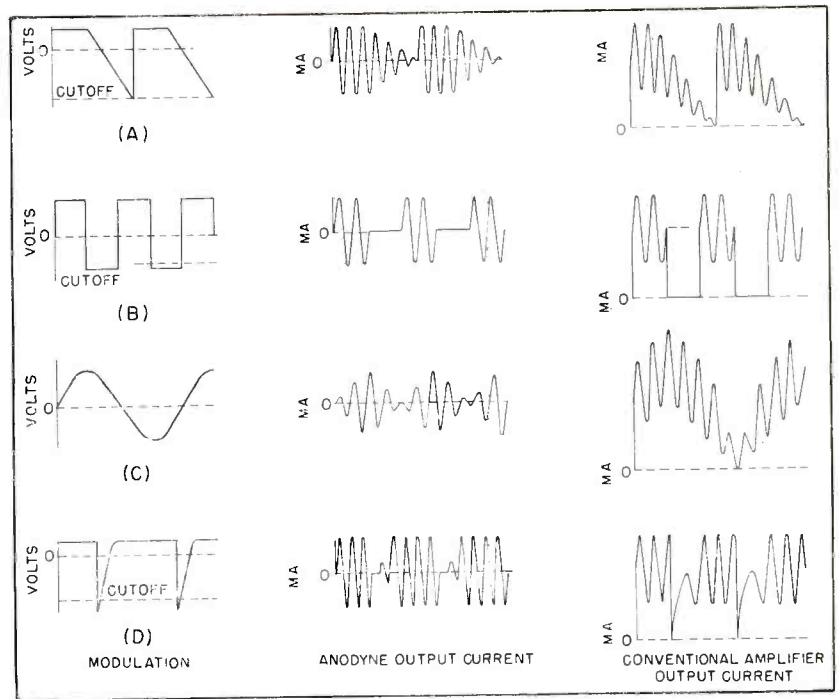 VOLTS
0
CUTOFF
MA
0
MA
0
(A)
VOLTS
0
CUTOFF
MA
0
MA
0
(B)
VOLTS
0
MA
0
MA
0
(C)
VOLTS
0
CUTOFF
MA
0
MA
0
(D)
MODULATION
ANODYNE OUTPUT CURRENT
CONVENTIONAL AMPLIFIER
OUTPUT CURRENT